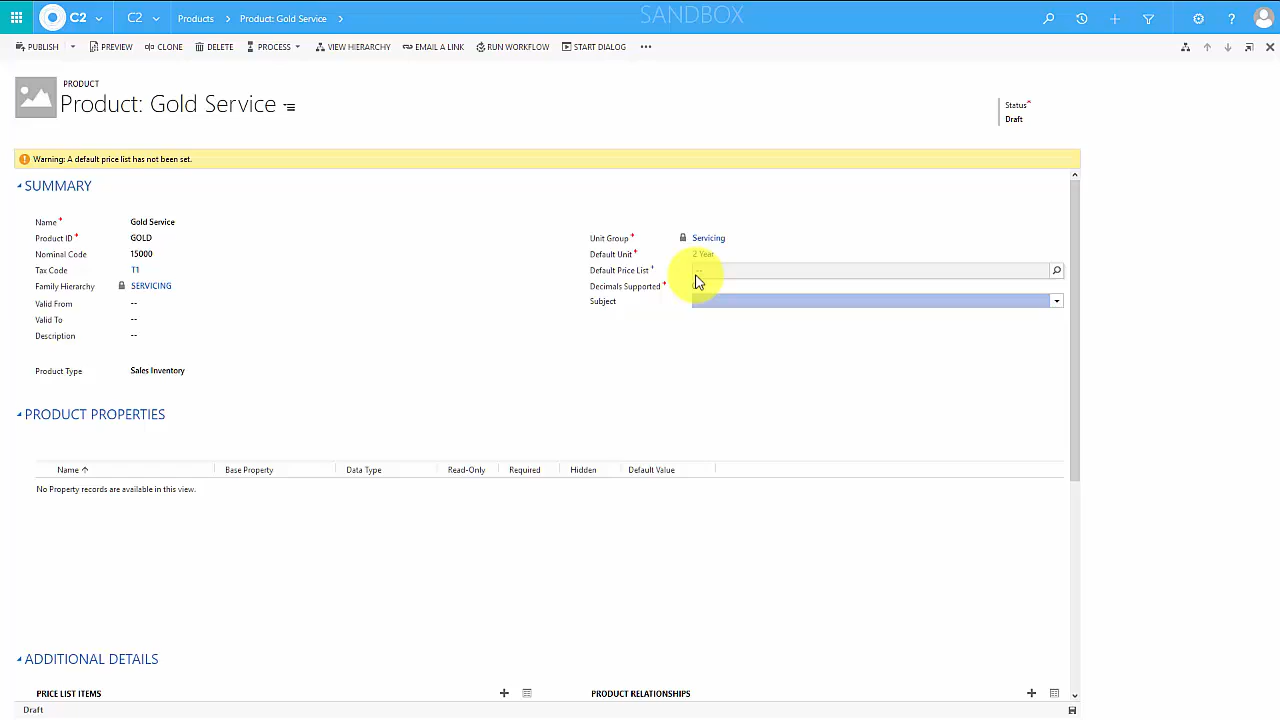 C2 C2 Products Product: Gold Service SANDBOX ?
PUBLISH PREVIEW CLONE DELETE PROCESS VIEW HIERARCHY EMAIL A LINK RUN WORKFLOW START DIALOG
PRODUCT
Product: Gold Service
Status*
Draft
Warning: A default price list has not been set.
SUMMARY
Name* Gold Service
Product ID* GOLD
Nominal Code 15000
Tax Code T1
Family Hierarchy SERVICING
Valid From --
Valid To --
Description --
Product Type Sales Inventory
Unit Group* Servicing
Default Unit* 2 Year
Default Price List --
Decimals Supported*
Subject
PRODUCT PROPERTIES
Name Base Property Data Type Read-Only Required Hidden Default Value
No Property records are available in this view.
ADDITIONAL DETAILS
PRICE LIST ITEMS PRODUCT RELATIONSHIPS
Draft